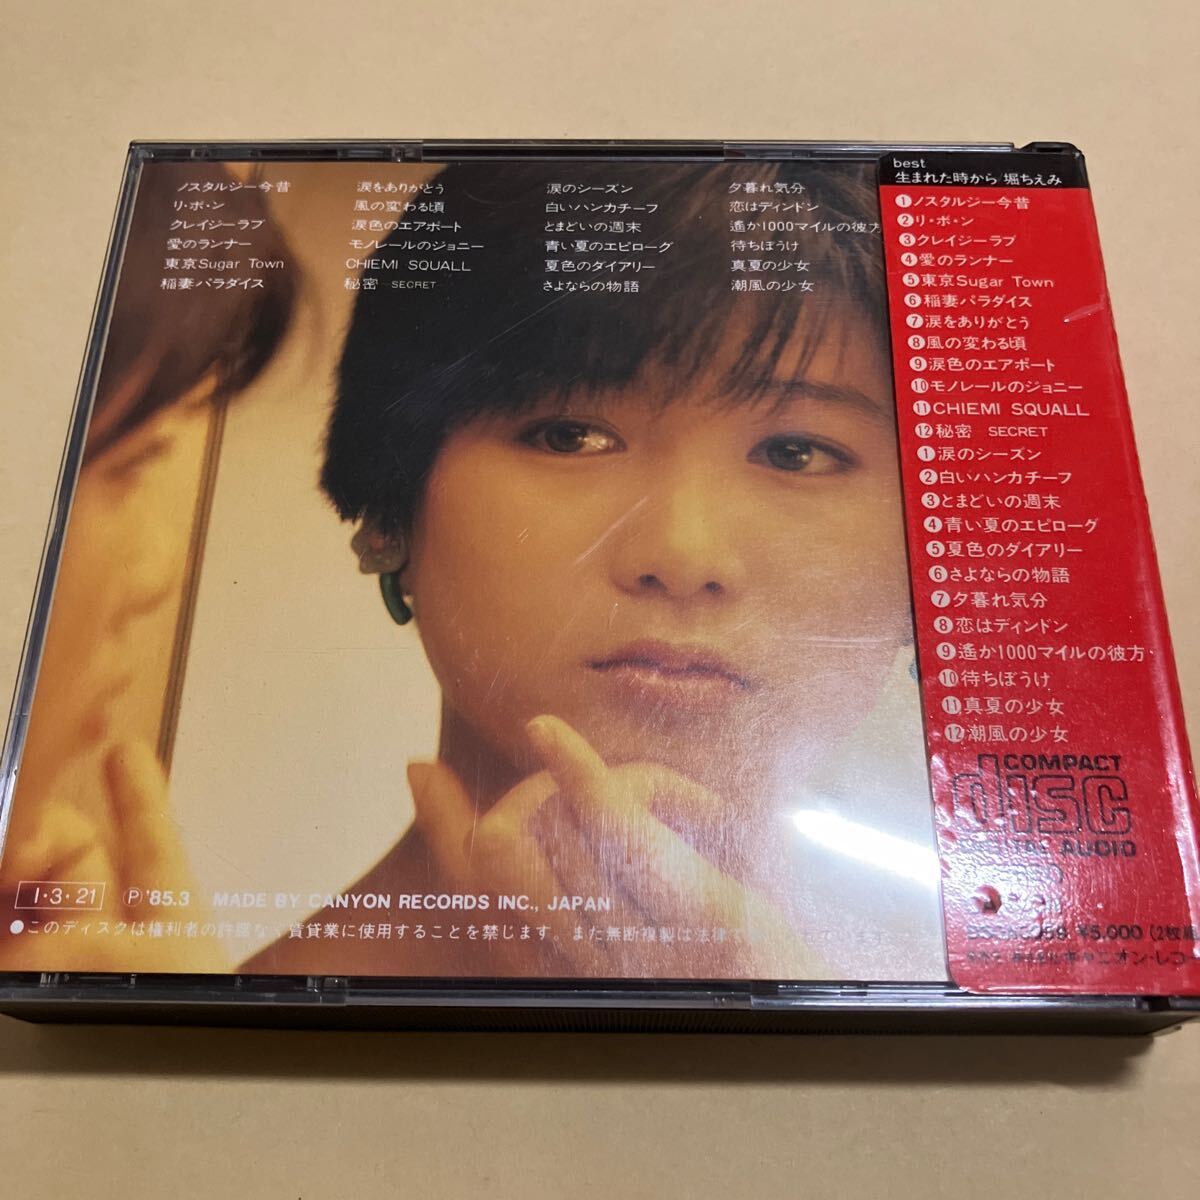 ノスタルジー今昔
リ・ボ・ン
クレイジーラブ
愛のランナー
東京Sugar Town
稲妻パラダイス
涙をありがとう
風の変わる頃
涙色のエアポート
モノレールのジョニー
CHIEMI SQUALL
秘密 —SECRET
涙のシーズン
白いハンカチーフ
とまどいの週末
青い夏のエピローグ
夏色のダイアリー
さよならの物語
夕暮れ気分
恋はディンドン
遙か1000マイルの彼方
待ちぼうけ
真夏の少女
潮風の少女
best
生まれた時から 堀ちえみ
①ノスタルジー今昔
②リ・ボ・ン
③クレイジーラブ
④愛のランナー
⑤東京Sugar Town
⑥稲妻パラダイス
⑦涙をありがとう
⑧風の変わる頃
⑨涙色のエアポート
⑩モノレールのジョニー
⑪CHIEMI SQUALL
⑫秘密 SECRET
①涙のシーズン
②白いハンカチーフ
③とまどいの週末
④青い夏のエピローグ
⑤夏色のダイアリー
⑥さよならの物語
⑦夕暮れ気分
⑧恋はディンドン
⑨遙か1000マイルの彼方
⑩待ちぼうけ
⑪真夏の少女
⑫潮風の少女
COMPACT
disc
DIGITAL AUDIO
¥5,000 (2枚組
キャニオン・レコー
1・3・21 Ⓟ'85.3 MADE BY CANYON RECORDS INC., JAPAN
●このディスクは権利者の許諾なく賃貸業に使用することを禁じます。また無断複製は法律で